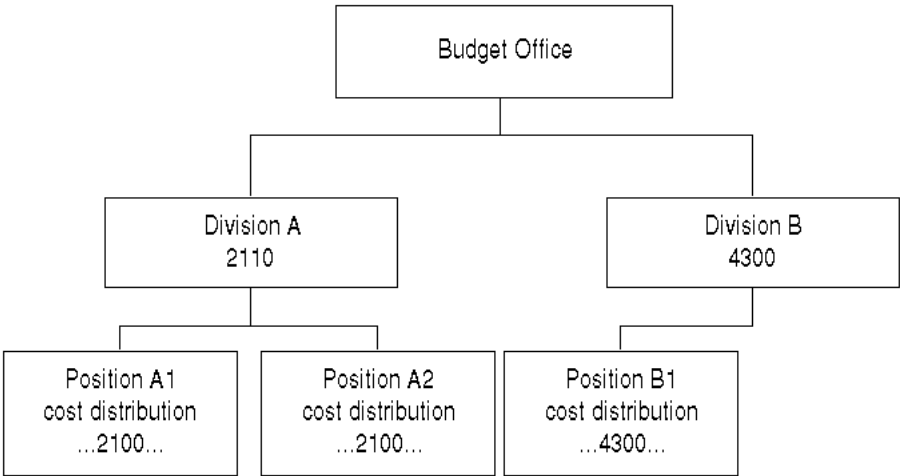 Budget Office
Division A
2110
Division B
4300
Position A1
cost distribution
...2100...
Position A2
cost distribution
...2100...
Position B1
cost distribution
...4300...